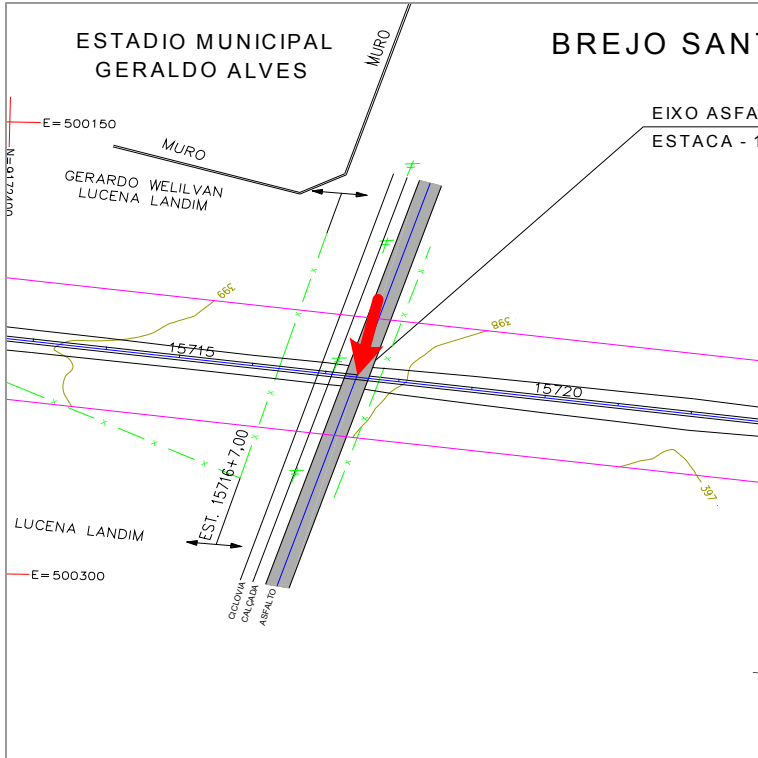 ESTADIO MUNICIPAL
GERALDO ALVES
MURO
BREJO SANT
E=500150
EIXO ASFA
ESTACA - 1
MURO
GERARDO WELILVAN
LUCENA LANDIM
399
398
15715
15720
EST. 15716+7,00
397
LUCENA LANDIM
E=500300
CICLOVIA
CALÇADA
ASFALTO